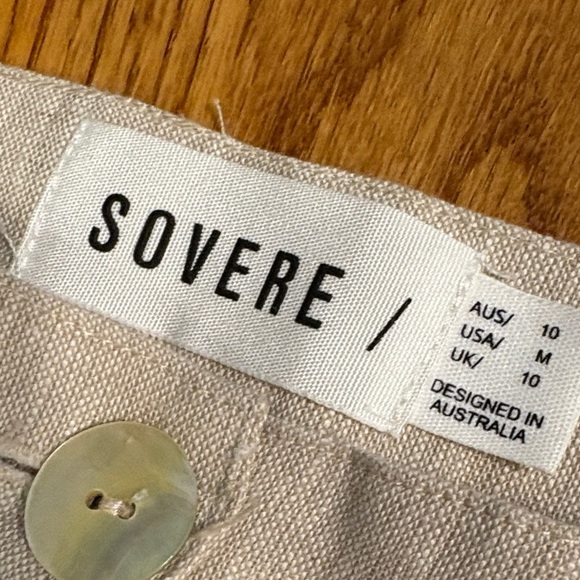 SOVERE /
AUS/ 10
USA/ M
UK/ 10
DESIGNED IN
AUSTRALIA